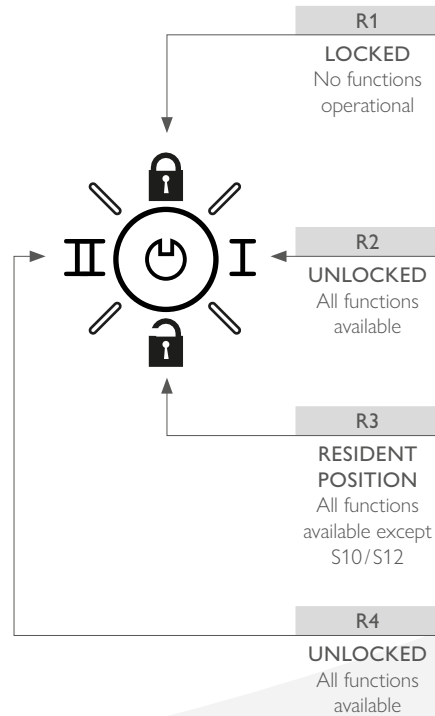 R1
LOCKED
No functions
operational
II
I
R2
UNLOCKED
All functions
available
R3
RESIDENT
POSITION
All functions
available except
S10/S12
R4
UNLOCKED
All functions
available